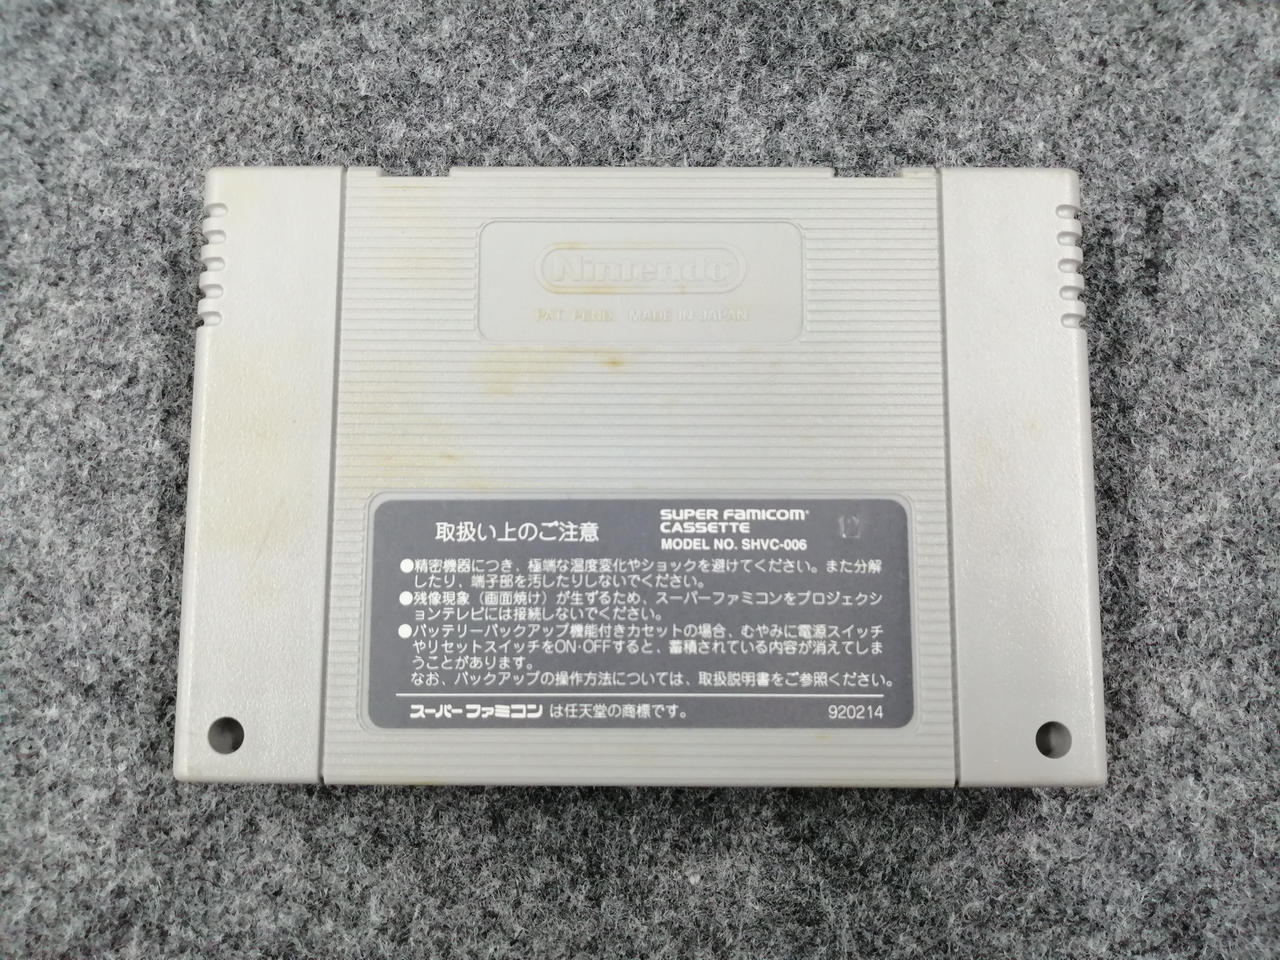 Nintendo
PAT. PEND. MADE IN JAPAN
取扱い上のご注意
SUPER FAMICOM
CASSETTE
MODEL NO. SHVC-006
●精密機器につき、極端な温度変化やショックを避けてください。また分解
したり、端子部を汚したりしないでください。
●残像現象（画面焼け）が生ずるため、スーパーファミコンをプロジェクシ
ョンテレビには接続しないでください。
●バッテリーバックアップ機能付きカセットの場合、むやみに電源スイッチ
やリセットスイッチをON・OFFすると、蓄積されている内容が消えてしま
うことがあります。
なお、バックアップの操作方法については、取扱説明書をご参照ください。
スーパーファミコン は任天堂の商標です。
920214